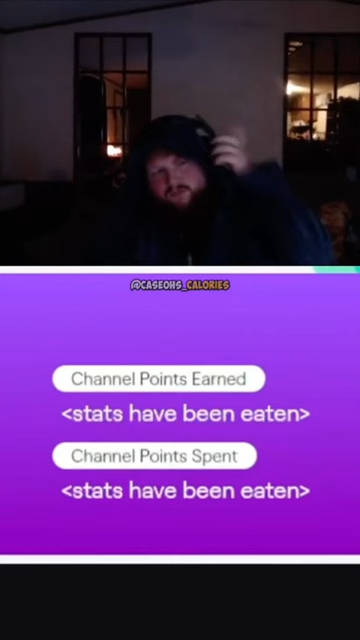 @CASEOHS_CALORIES
Channel Points Earned
<stats have been eaten>
Channel Points Spent
<stats have been eaten>